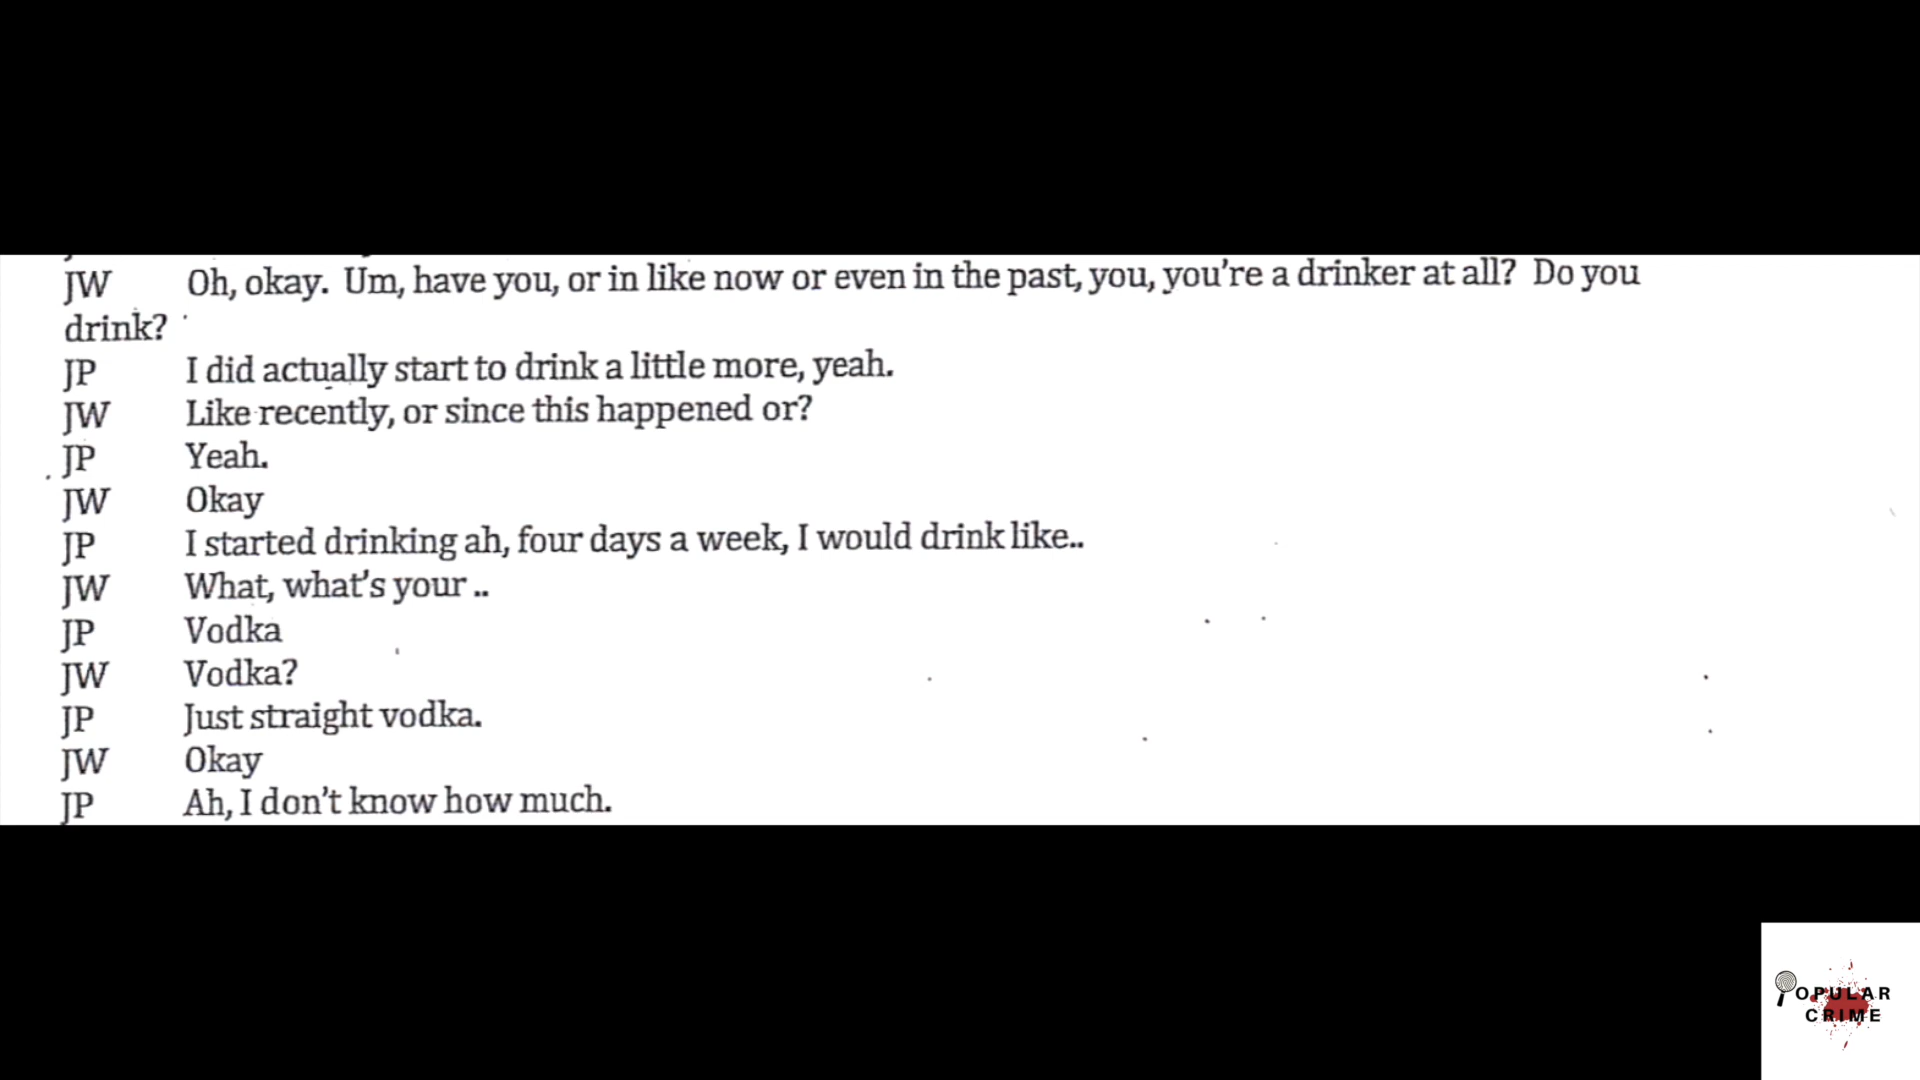 JW Oh, okay. Um, have you, or in like now or even in the past, you, you're a drinker at all? Do you
drink?
JP I did actually start to drink a little more, yeah.
JW Like recently, or since this happened or?
JP Yeah.
JW Okay
JP I started drinking ah, four days a week, I would drink like..
JW What, what's your ..
JP Vodka
JW Vodka?
JP Just straight vodka.
JW Okay
JP Ah, I don't know how much.
POPULAR
CRIME